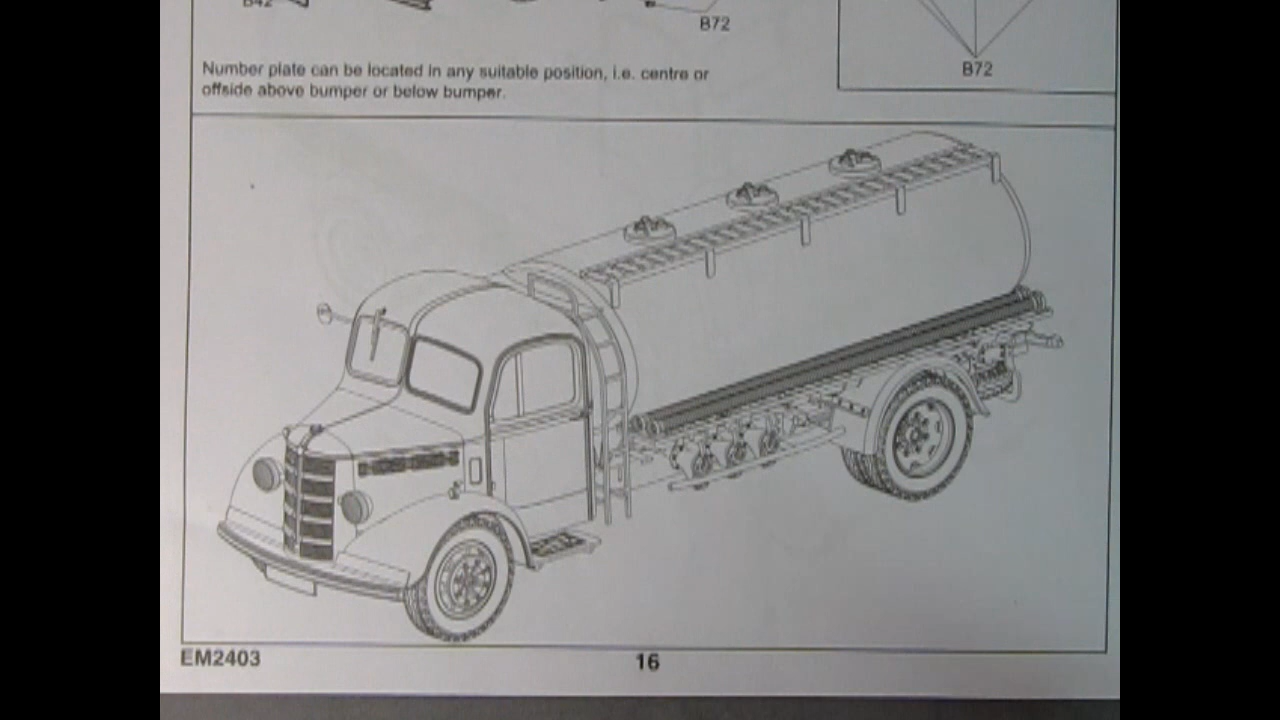 B42
B72
B72
Number plate can be located in any suitable position, i.e. centre or
offside above bumper or below bumper.
EM2403
16